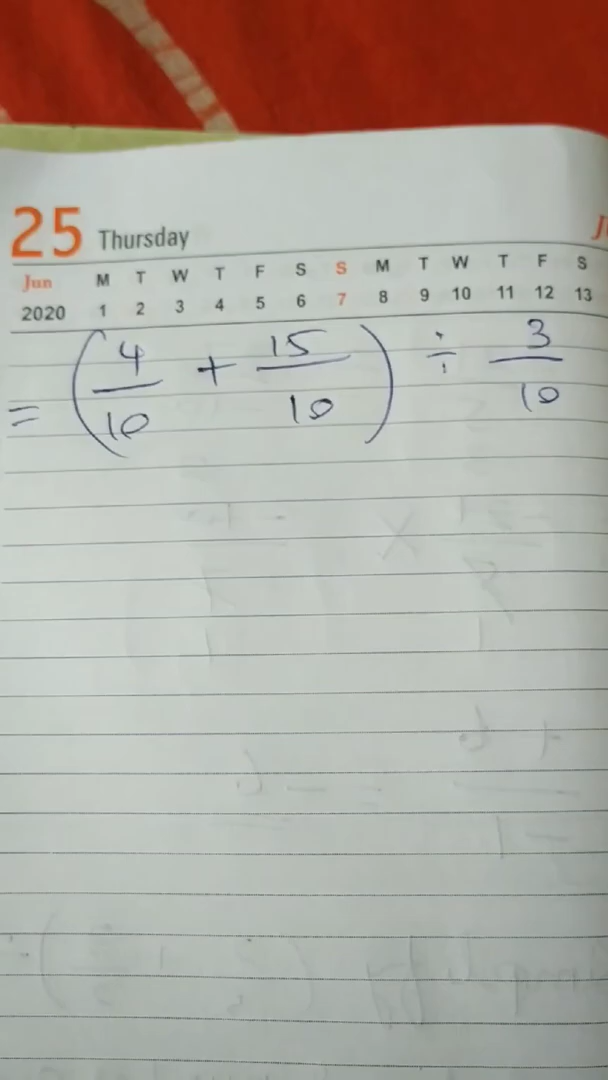 25 Thursday
Jun M T W T F S S M T W T F S
2020 1 2 3 4 5 6 7 8 9 10 11 12 13
= (4/10 + 15/10) ÷ 3/10